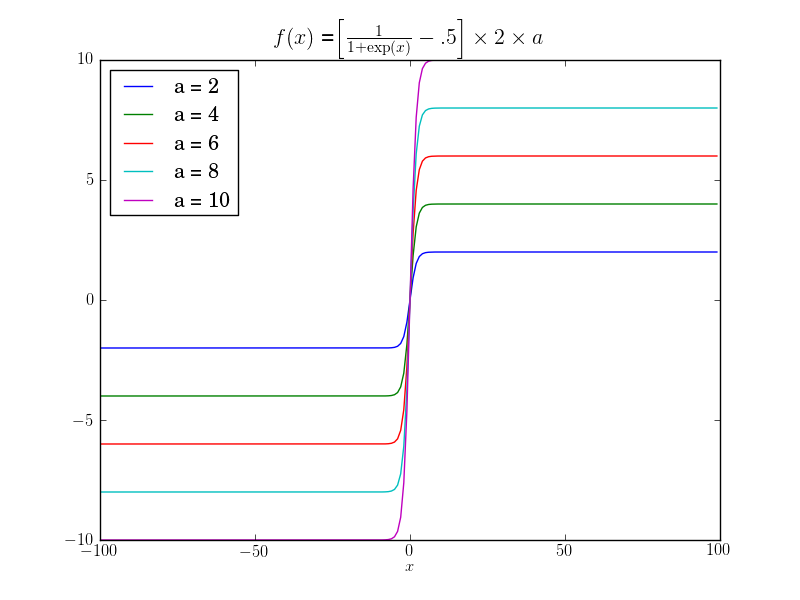 f(x) =[1/(1+exp(x)) − .5] × 2 × a
a = 2
a = 4
a = 6
a = 8
a = 10
10
5
0
−5
−10
−100 −50 0 50 100
x